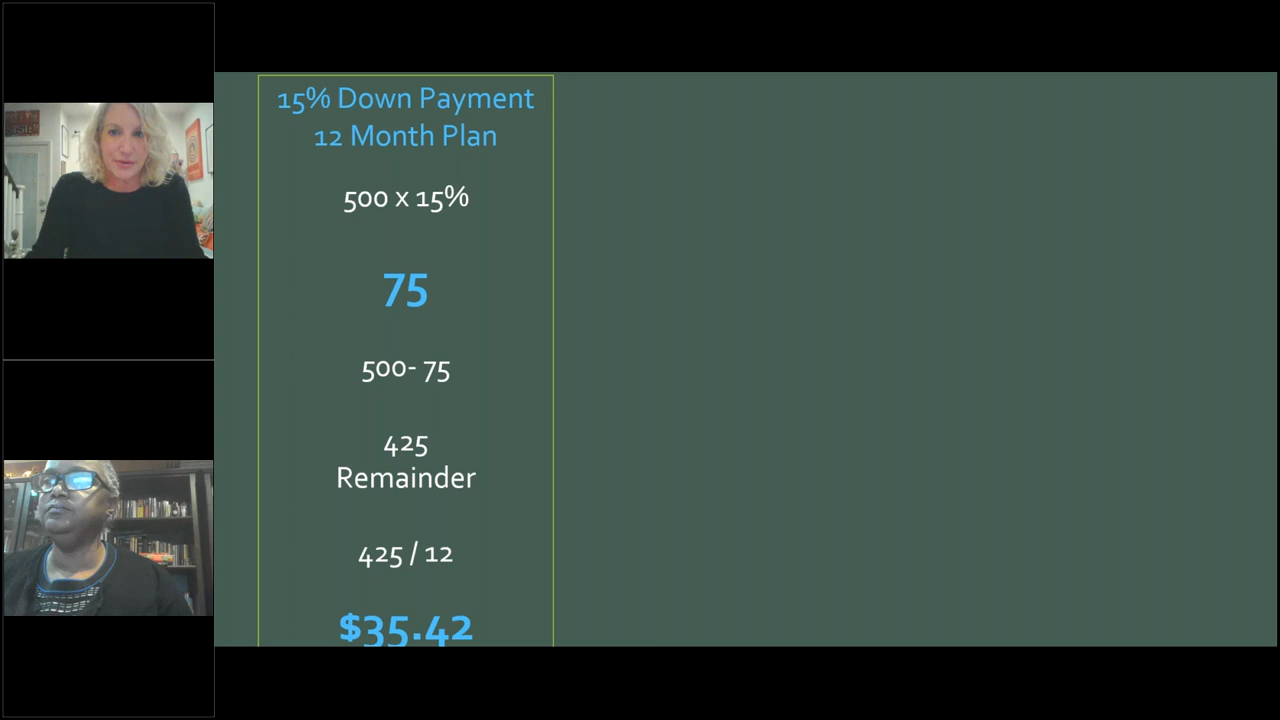 15% Down Payment
12 Month Plan
500 x 15%
75
500- 75
425
Remainder
425 / 12
$35.42